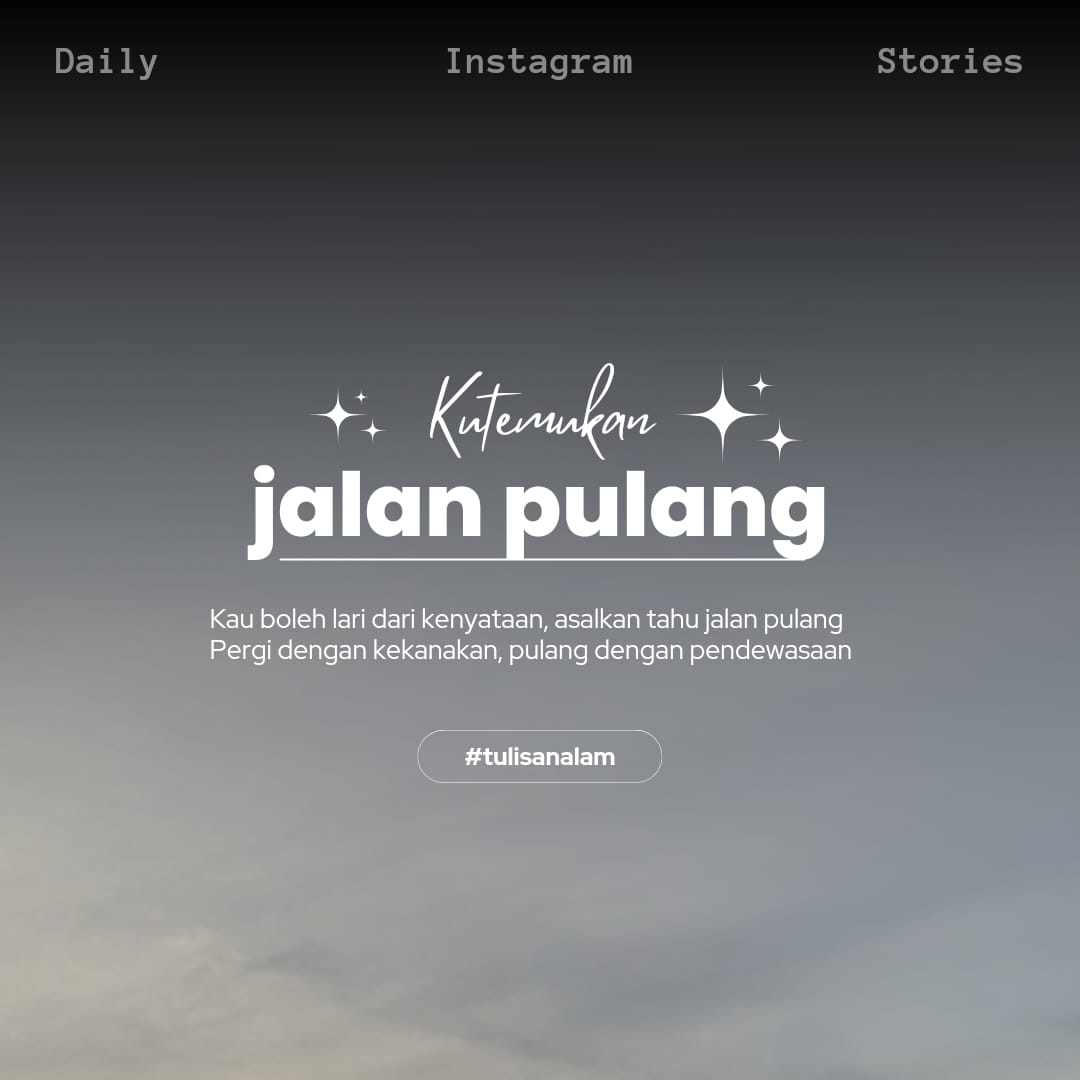 Daily Instagram Stories
Kutemukan
jalan pulang
Kau boleh lari dari kenyataan, asalkan tahu jalan pulang
Pergi dengan kekanakan, pulang dengan pendewasaan
#tulisanalam